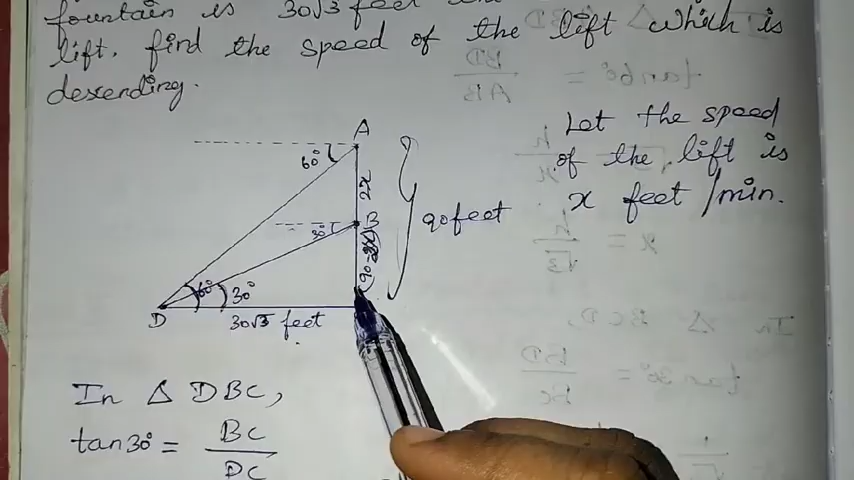 fountain is 30√3 feet
lift. find the speed of the lift which is
descending.
Let the speed
of the lift is
x feet /min.
A
60°
2x
B
30°
90 feet
(90-2x)
60°
30°
D
30√3 feet
In △ DBC,
tan30° = BC
DC